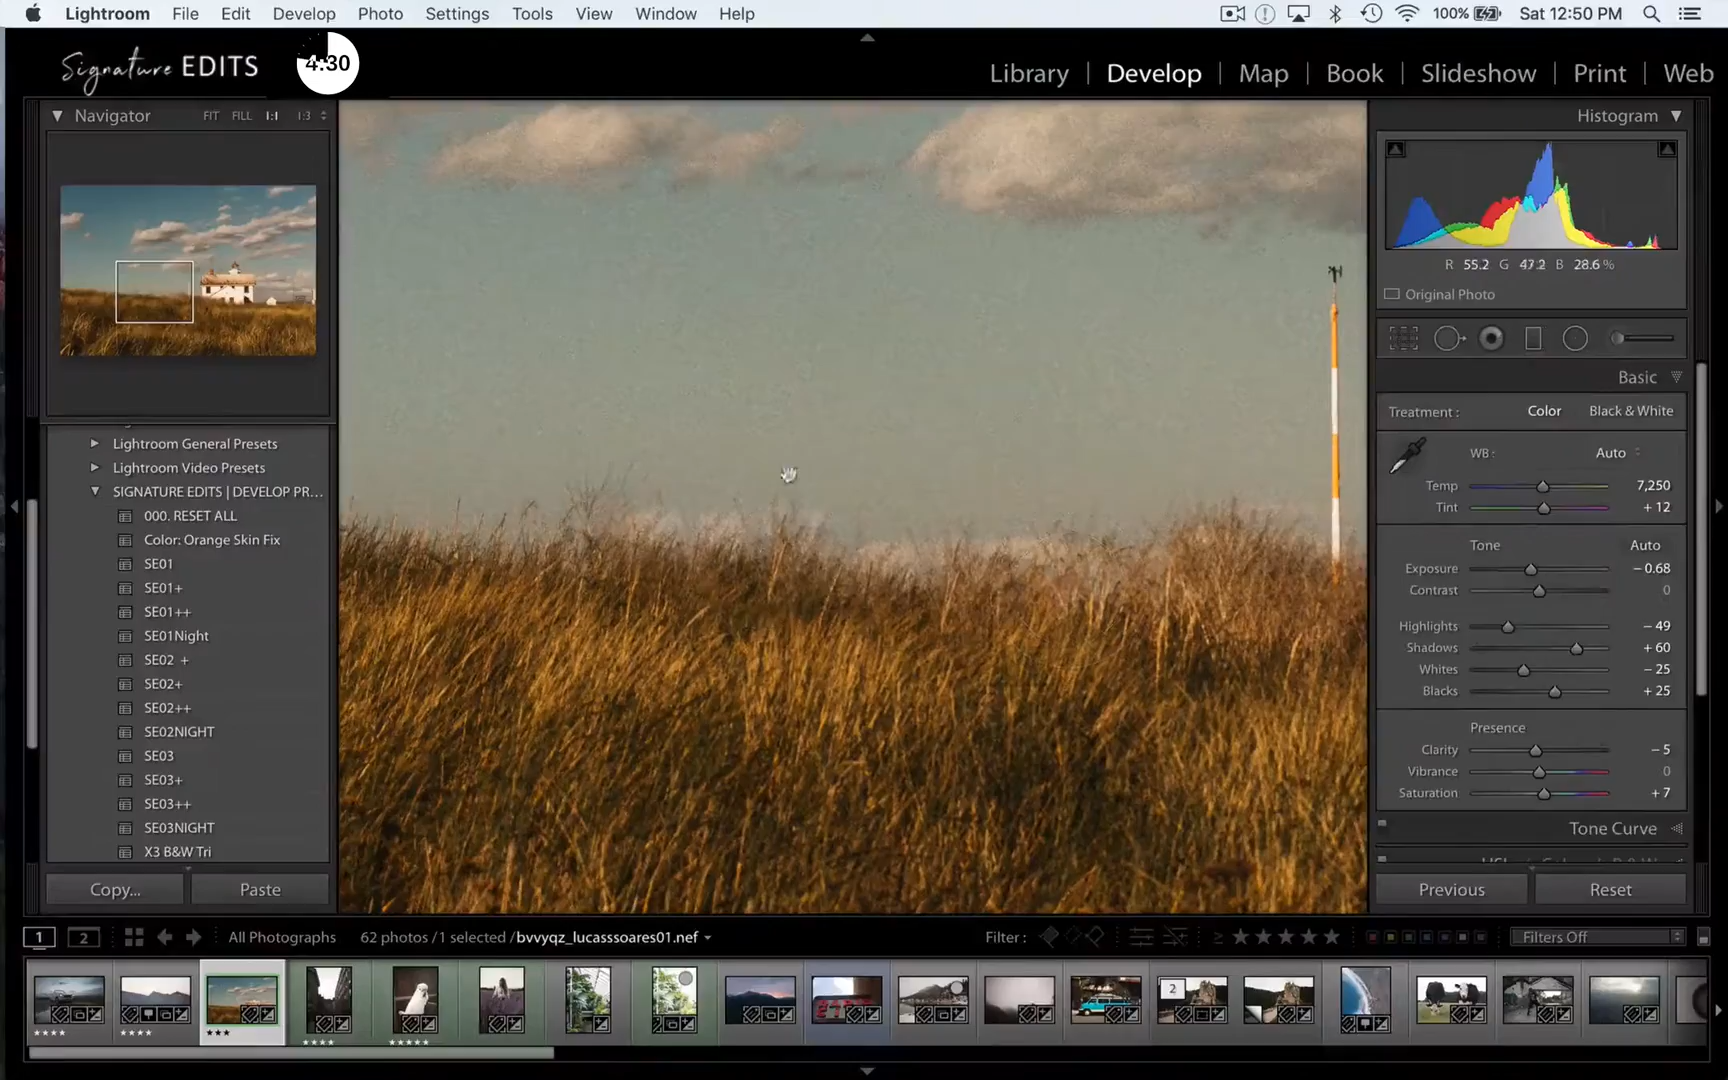 Lightroom File Edit Develop Photo Settings Tools View Window Help 100% Sat 12:50 PM
Signature EDITS 4:30 Library Develop Map Book Slideshow Print Web
Navigator FIT FILL 1:1 1:3
Histogram
R 55.2 G 47.2 B 28.6 %
Original Photo
Basic
Treatment : Color Black & White
WB : Auto
Temp 7,250
Tint + 12
Tone Auto
Exposure − 0.68
Contrast 0
Highlights − 49
Shadows + 60
Whites − 25
Blacks + 25
Presence
Clarity − 5
Vibrance 0
Saturation + 7
Tone Curve
Lightroom General Presets
Lightroom Video Presets
SIGNATURE EDITS | DEVELOP PR...
000. RESET ALL
Color: Orange Skin Fix
SE01
SE01+
SE01++
SE01Night
SE02 +
SE02+
SE02++
SE02NIGHT
SE03
SE03+
SE03++
SE03NIGHT
X3 B&W Tri
Copy... Paste Previous Reset
1 2 All Photographs 62 photos /1 selected /bvvyqz_lucasssoares01.nef Filter : Filters Off
2